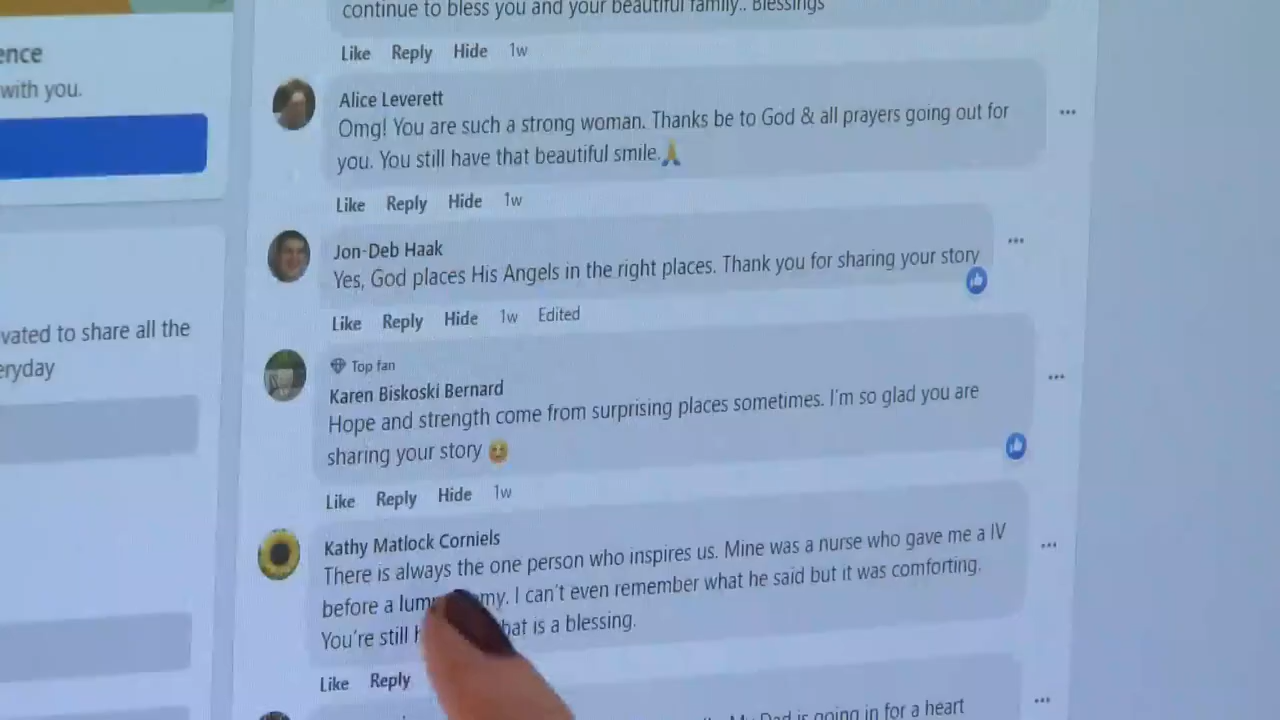 continue to bless you and your beautiful family.. Blessings
Like Reply Hide 1w
ence
with you.
Alice Leverett
Omg! You are such a strong woman. Thanks be to God & all prayers going out for
you. You still have that beautiful smile.🙏
Like Reply Hide 1w
Jon-Deb Haak
Yes, God places His Angels in the right places. Thank you for sharing your story
Like Reply Hide 1w Edited
vated to share all the
eryday
Top fan
Karen Biskoski Bernard
Hope and strength come from surprising places sometimes. I'm so glad you are
sharing your story 😊
Like Reply Hide 1w
Kathy Matlock Corniels
There is always the one person who inspires us. Mine was a nurse who gave me a IV
before a lum my. I can't even remember what he said but it was comforting.
You're still hat is a blessing.
Like Reply
My Dad is going in for a heart